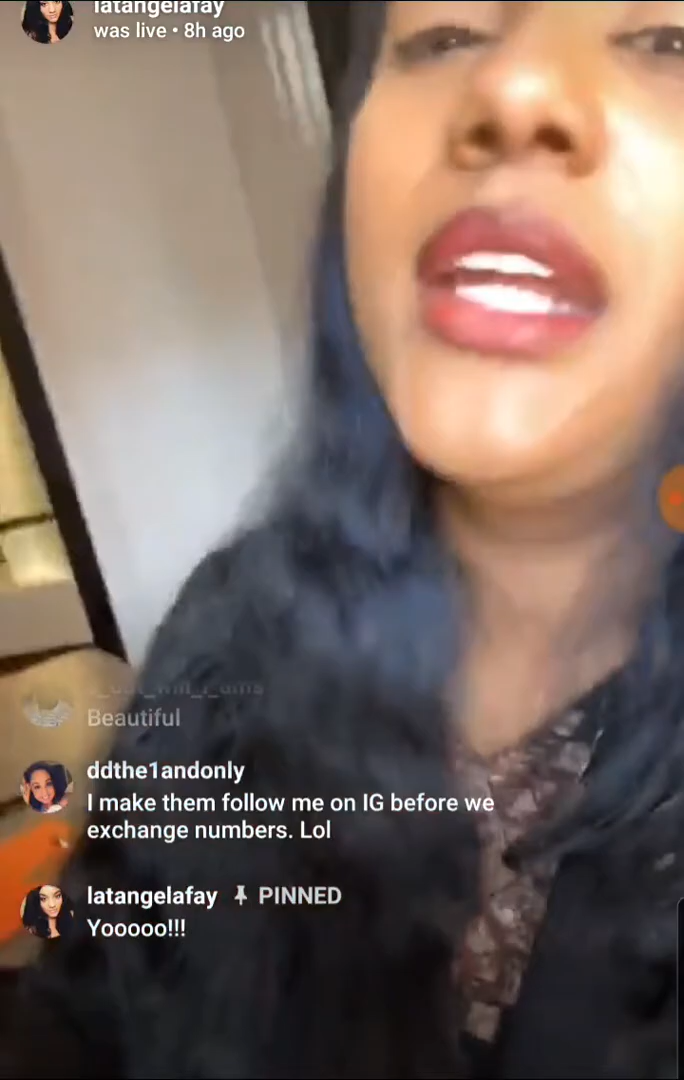 latangelafay
was live • 8h ago
Beautiful
ddthe1andonly
I make them follow me on IG before we
exchange numbers. Lol
latangelafay PINNED
Yooooo!!!